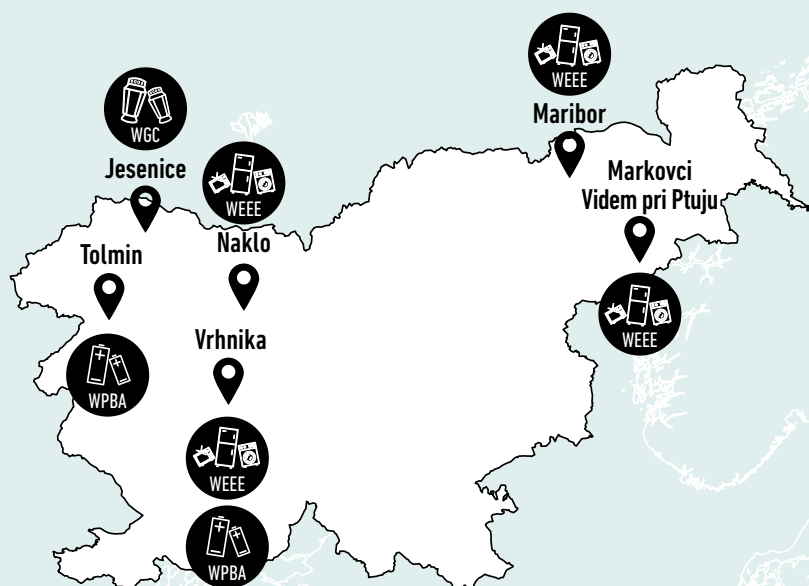 WEEE
Maribor
WGC
Jesenice
WEEE
Markovci
Videm pri Ptuju
Tolmin
Naklo
WEEE
Vrhnika
WPBA
WEEE
WPBA